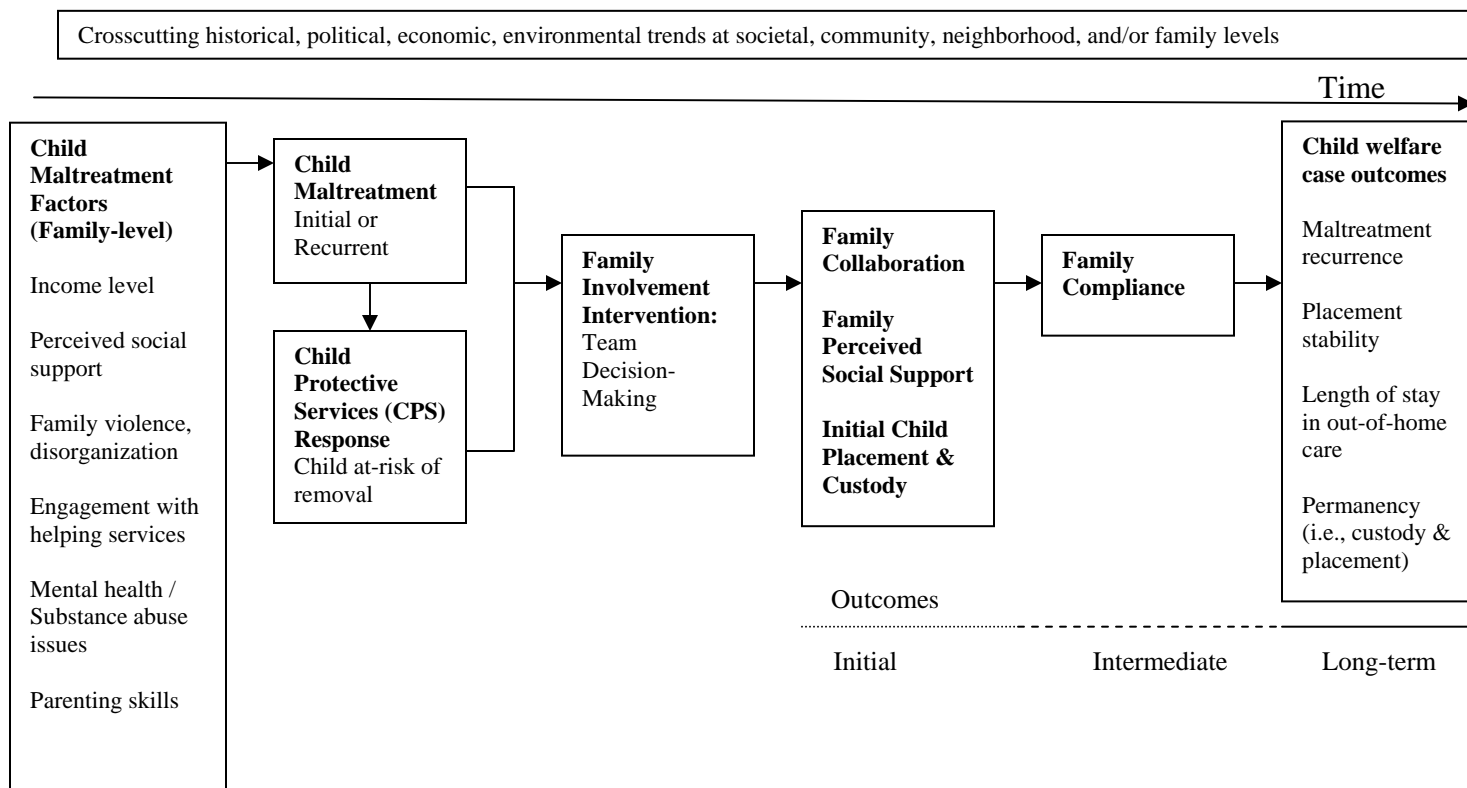 Crosscutting historical, political, economic, environmental trends at societal, community, neighborhood, and/or family levels
Time
Child
Maltreatment
Factors
(Family-level)
Income level
Perceived social
support
Family violence,
disorganization
Engagement with
helping services
Mental health /
Substance abuse
issues
Parenting skills
Child
Maltreatment
Initial or
Recurrent
Child
Protective
Services (CPS)
Response
Child at-risk of
removal
Family
Involvement
Intervention:
Team
Decision-
Making
Family
Collaboration
Family
Perceived
Social Support
Initial Child
Placement &
Custody
Family
Compliance
Child welfare
case outcomes
Maltreatment
recurrence
Placement
stability
Length of stay
in out-of-home
care
Permanency
(i.e., custody &
placement)
Outcomes
Initial
Intermediate
Long-term